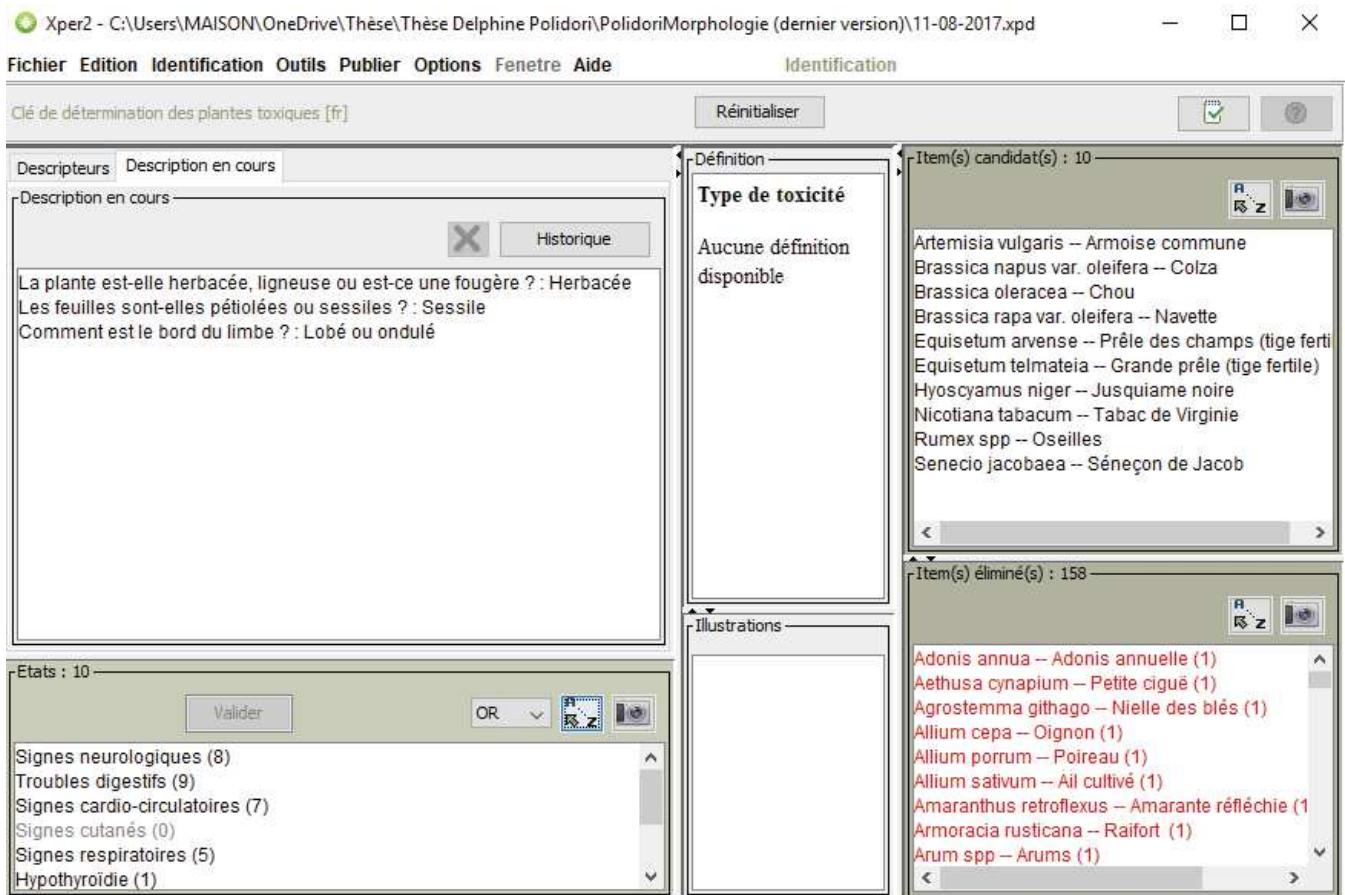 Xper2 - C:\Users\MAISON\OneDrive\Thèse\Thèse Delphine Polidori\PolidoriMorphologie (dernier version)\11-08-2017.xpd
Fichier Edition Identification Outils Publier Options Fenetre Aide
Identification
Clé de détermination des plantes toxiques [fr]
Réinitialiser
Descripteurs Description en cours
Description en cours
Historique
La plante est-elle herbacée, ligneuse ou est-ce une fougère ? : Herbacée
Les feuilles sont-elles pétiolées ou sessiles ? : Sessile
Comment est le bord du limbe ? : Lobé ou ondulé
Etats : 10
Valider
OR
A Z
Signes neurologiques (8)
Troubles digestifs (9)
Signes cardio-circulatoires (7)
Signes cutanés (0)
Signes respiratoires (5)
Hypothyroïdie (1)
Définition
Type de toxicité
Aucune définition
disponible
Illustrations
Item(s) candidat(s) : 10
A Z
Artemisia vulgaris -- Armoise commune
Brassica napus var. oleifera -- Colza
Brassica oleracea -- Chou
Brassica rapa var. oleifera -- Navette
Equisetum arvense -- Prêle des champs (tige ferti
Equisetum telmateia -- Grande prêle (tige fertile)
Hyoscyamus niger -- Jusquiame noire
Nicotiana tabacum -- Tabac de Virginie
Rumex spp -- Oseilles
Senecio jacobaea -- Séneçon de Jacob
Item(s) éliminé(s) : 158
A Z
Adonis annua -- Adonis annuelle (1)
Aethusa cynapium -- Petite ciguë (1)
Agrostemma githago -- Nielle des blés (1)
Allium cepa -- Oignon (1)
Allium porrum -- Poireau (1)
Allium sativum -- Ail cultivé (1)
Amaranthus retroflexus -- Amarante réfléchie (1
Armoracia rusticana -- Raifort (1)
Arum spp -- Arums (1)